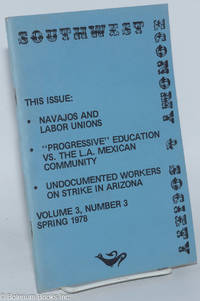 SOUTHWEST
ECONOMY & SOCIETY
THIS ISSUE:
• NAVAJOS AND
LABOR UNIONS
• "PROGRESSIVE" EDUCATION
VS. THE L.A. MEXICAN
COMMUNITY
• UNDOCUMENTED WORKERS
ON STRIKE IN ARIZONA
VOLUME 3, NUMBER 3
SPRING 1978